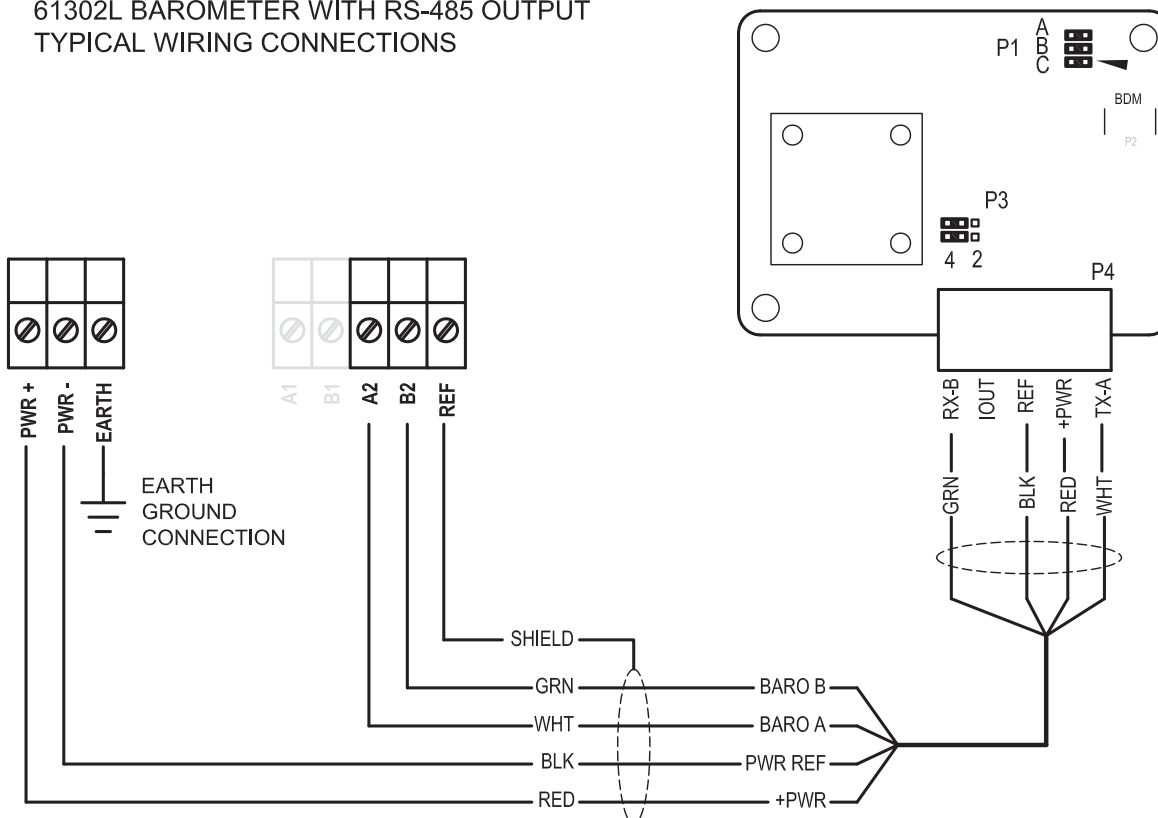 61302L BAROMETER WITH RS-485 OUTPUT
TYPICAL WIRING CONNECTIONS
P1
A
B
C
BDM
P2
P3
4 2
P4
RX-B
IOUT
REF
+PWR
TX-A
GRN
BLK
RED
WHT
PWR +
PWR -
EARTH
A1
B1
A2
B2
REF
EARTH
GROUND
CONNECTION
SHIELD
GRN BARO B
WHT BARO A
BLK PWR REF
RED +PWR